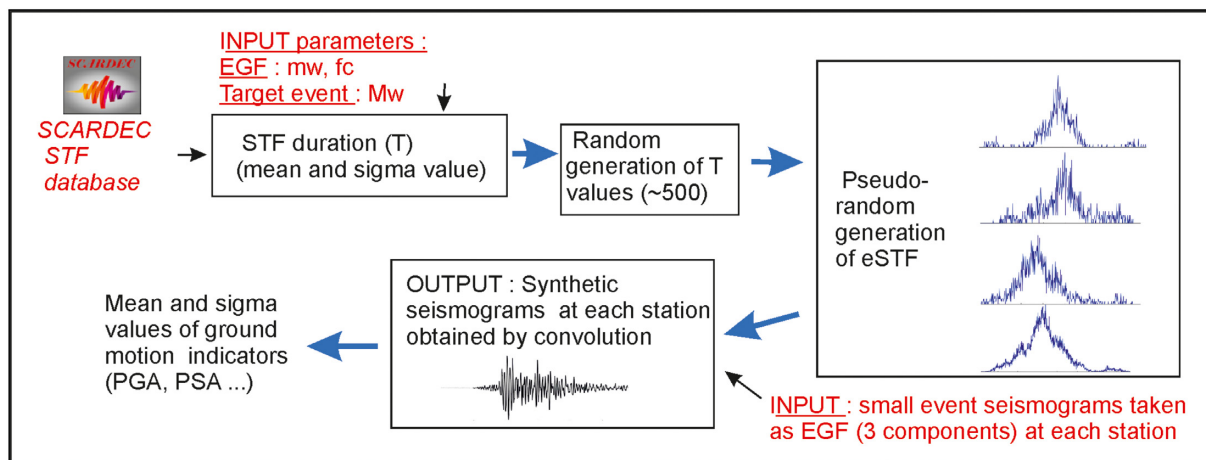 INPUT parameters :
EGF : mw, fc
Target event : Mw
SCARDEC
SCARDEC
STF
database
STF duration (T)
(mean and sigma value)
Random
generation of T
values (~500)
Pseudo-
random
generation
of eSTF
OUTPUT : Synthetic
seismograms at each station
obtained by convolution
Mean and sigma
values of ground
motion indicators
(PGA, PSA ...)
INPUT : small event seismograms taken
as EGF (3 components) at each station